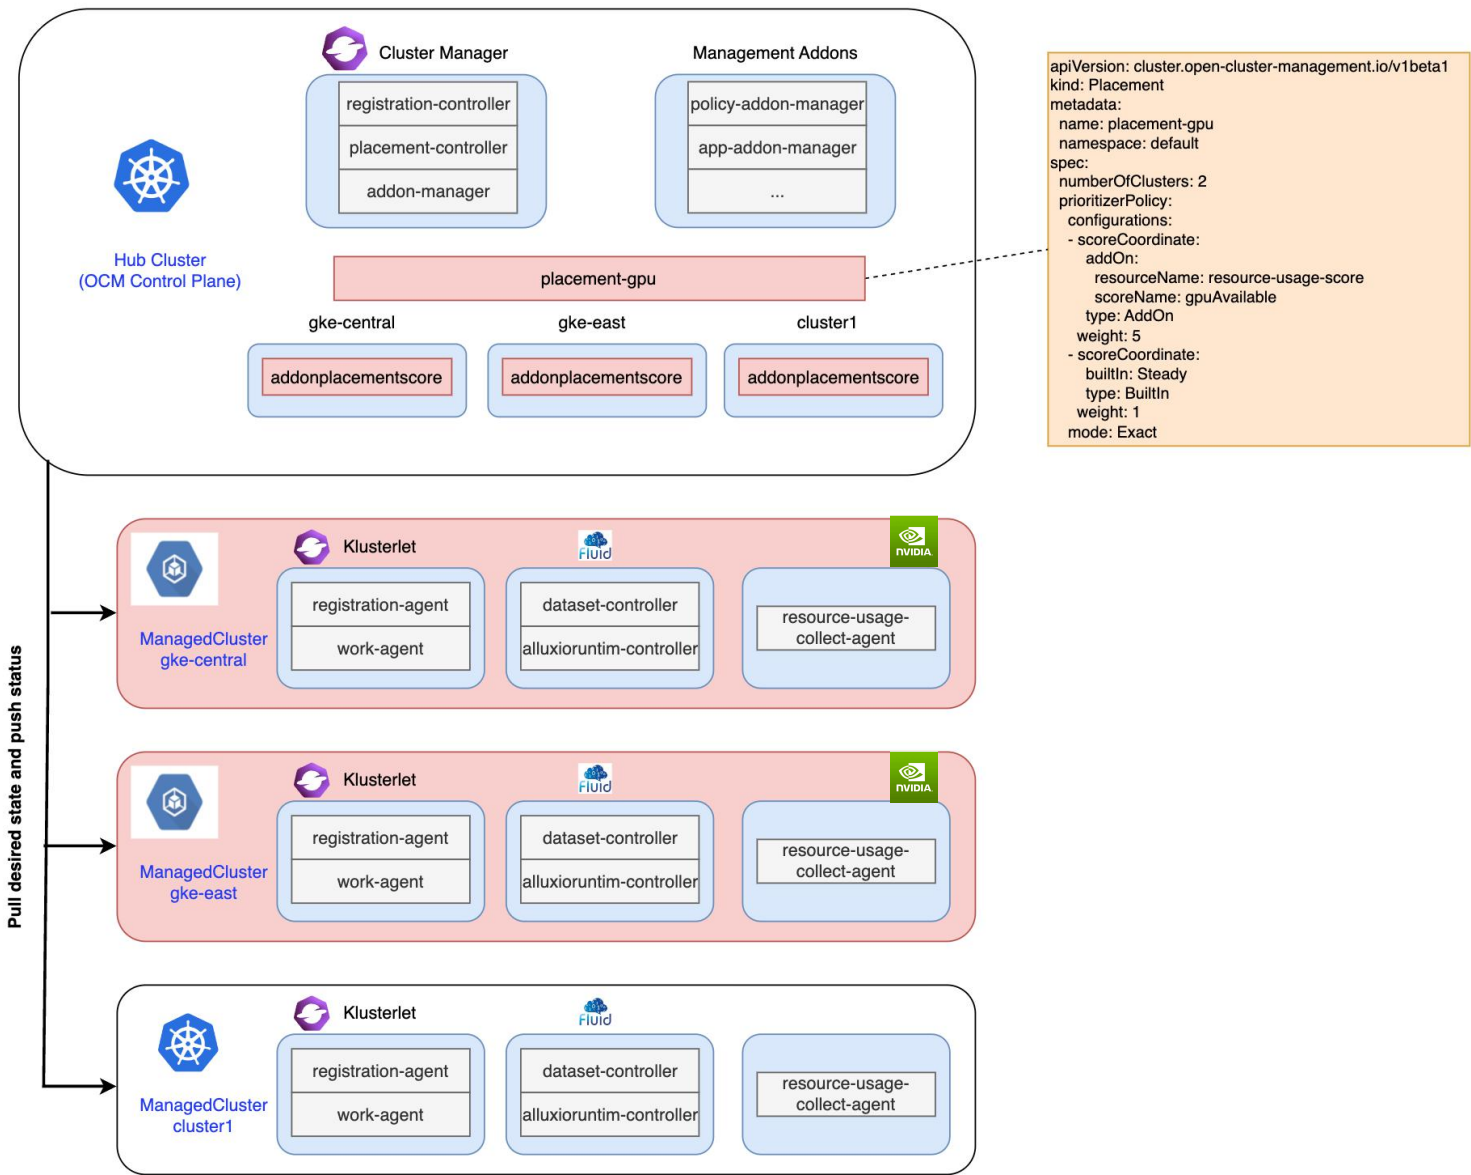 Cluster Manager
registration-controller
placement-controller
addon-manager
Management Addons
policy-addon-manager
app-addon-manager
...
Hub Cluster
(OCM Control Plane)
placement-gpu
gke-central
addonplacementscore
gke-east
addonplacementscore
cluster1
addonplacementscore
apiVersion: cluster.open-cluster-management.io/v1beta1
kind: Placement
metadata:
  name: placement-gpu
  namespace: default
spec:
  numberOfClusters: 2
  prioritizerPolicy:
    configurations:
    - scoreCoordinate:
        addOn:
          resourceName: resource-usage-score
          scoreName: gpuAvailable
        type: AddOn
      weight: 5
    - scoreCoordinate:
        builtIn: Steady
        type: BuiltIn
      weight: 1
    mode: Exact
Pull desired state and push status
ManagedCluster
gke-central
Klusterlet
registration-agent
work-agent
Fluid
dataset-controller
alluxioruntim-controller
NVIDIA.
resource-usage-
collect-agent
ManagedCluster
gke-east
Klusterlet
registration-agent
work-agent
Fluid
dataset-controller
alluxioruntim-controller
NVIDIA.
resource-usage-
collect-agent
ManagedCluster
cluster1
Klusterlet
registration-agent
work-agent
Fluid
dataset-controller
alluxioruntim-controller
resource-usage-
collect-agent